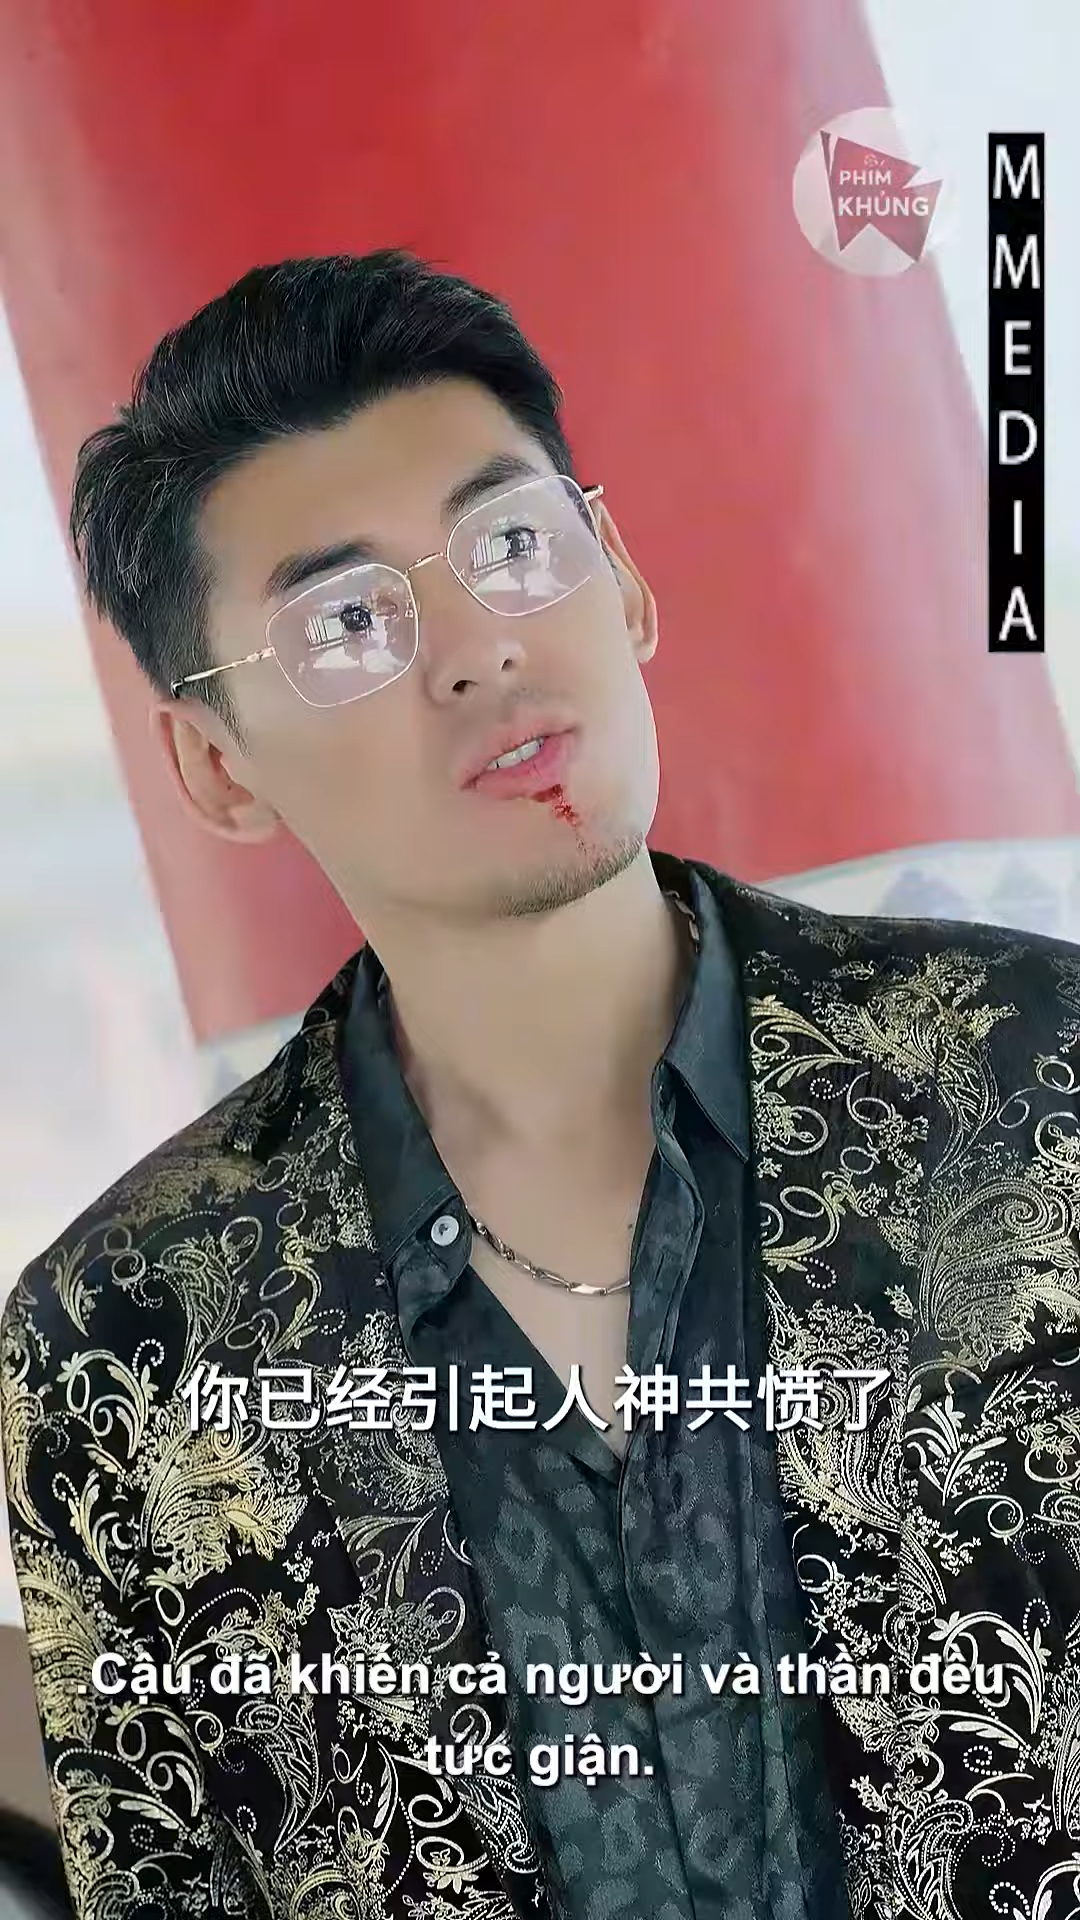 PHIM
KHỦNG
MMEDIA
你已经引起人神共愤了
.Cậu đã khiến cả người và thần đều
tức giận.